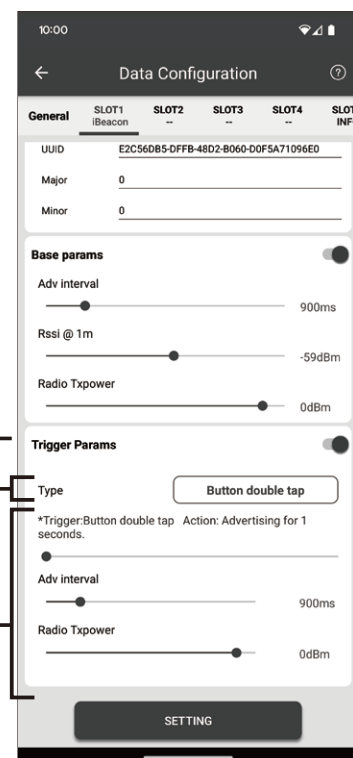 10:00
Data Configuration
General SLOT1 SLOT2 SLOT3 SLOT4 SLOT
iBeacon -- -- -- INF
UUID E2C56DB5-DFFB-48D2-B060-D0F5A71096E0
Major 0
Minor 0
Base params
Adv interval
900ms
Rssi @ 1m
-59dBm
Radio Txpower
0dBm
Trigger Params
Type Button double tap
*Trigger:Button double tap Action: Advertising for 1
seconds.
Adv interval
900ms
Radio Txpower
0dBm
SETTING